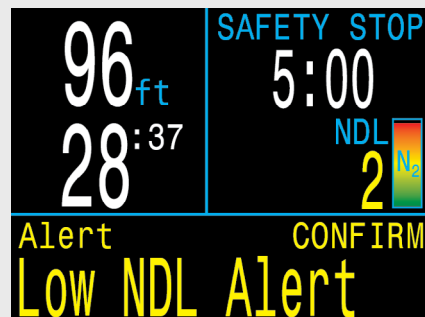 96ft
28:37
SAFETY STOP
5:00
NDL
2
N2
Alert
CONFIRM
Low NDL Alert